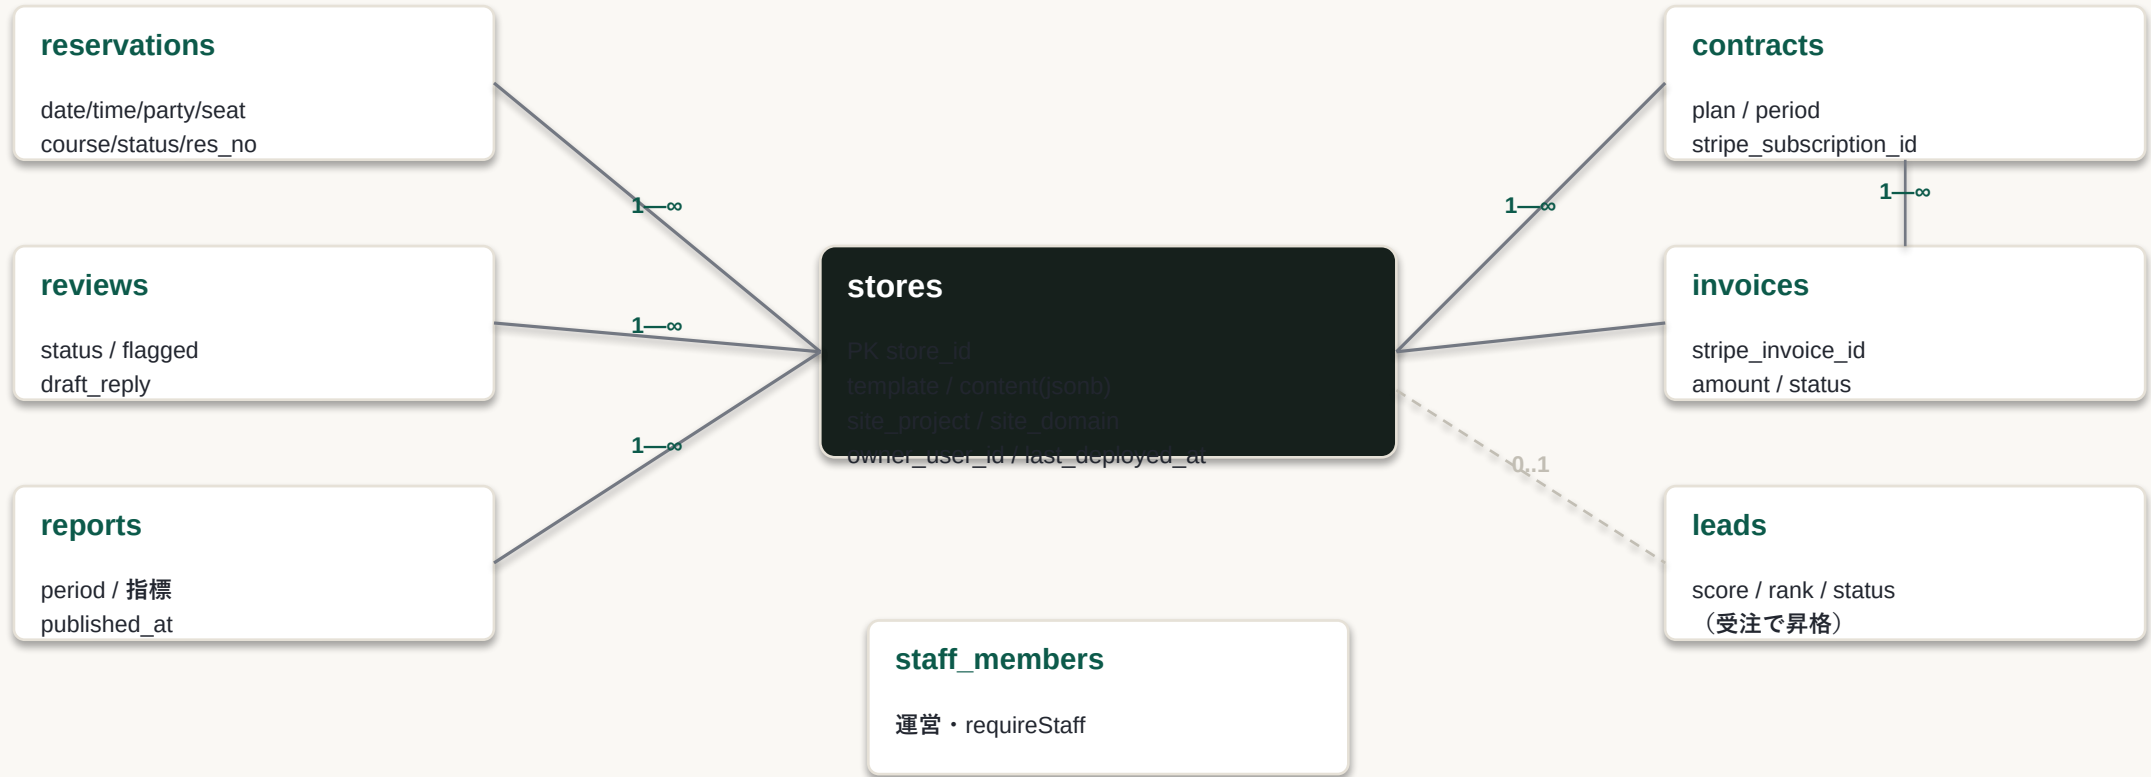 reservations
date/time/party/seat
course/status/res_no
reviews
status / flagged
draft_reply
reports
period / 指標
published_at
1—∞
1—∞
1—∞
stores
PK store_id
template / content(jsonb)
site_project / site_domain
owner_user_id / last_deployed_at
staff_members
運営・requireStaff
1—∞
0..1
contracts
plan / period
stripe_subscription_id
1—∞
invoices
stripe_invoice_id
amount / status
leads
score / rank / status
（受注で昇格）